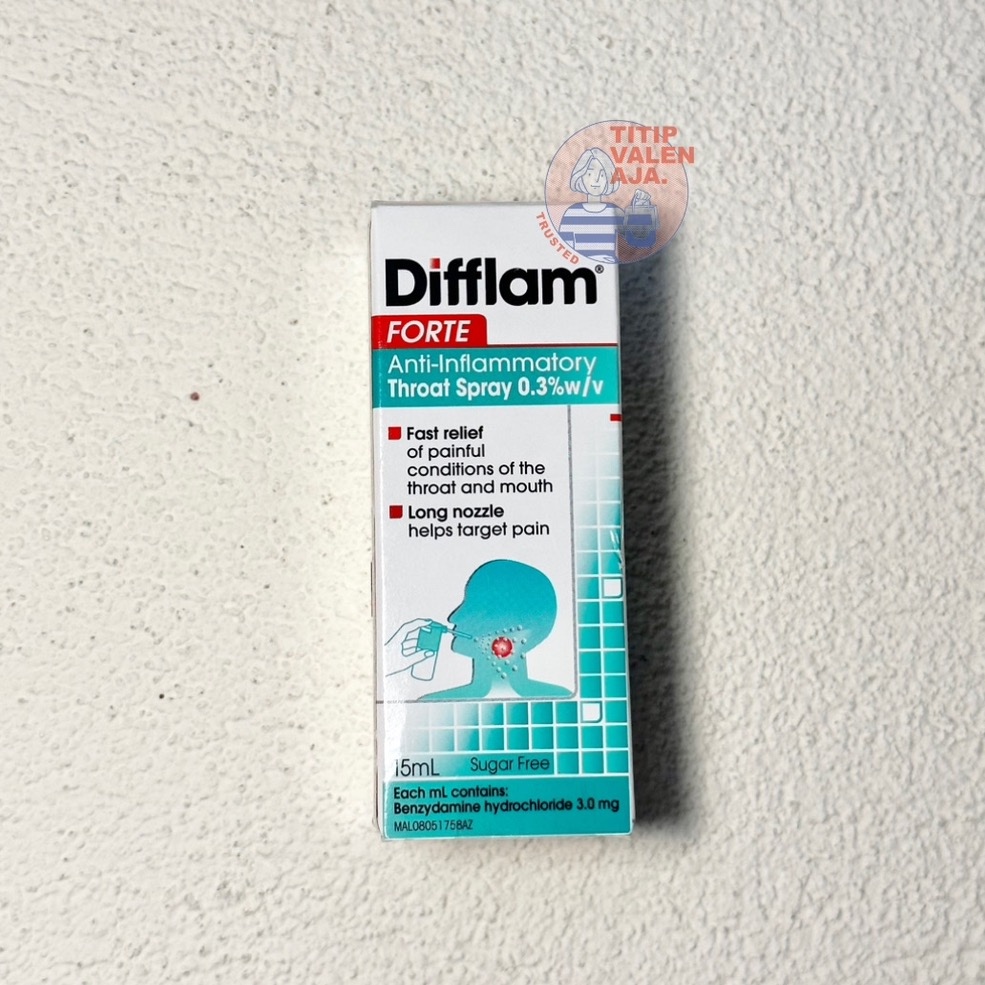 TITIP
VALEN
AJA.
TRUSTED
Difflam®
FORTE
Anti-Inflammatory
Throat Spray 0.3%w/v
Fast relief
of painful
conditions of the
throat and mouth
Long nozzle
helps target pain
15mL Sugar Free
Each mL contains:
Benzydamine hydrochloride 3.0 mg
MAL08051758AZ